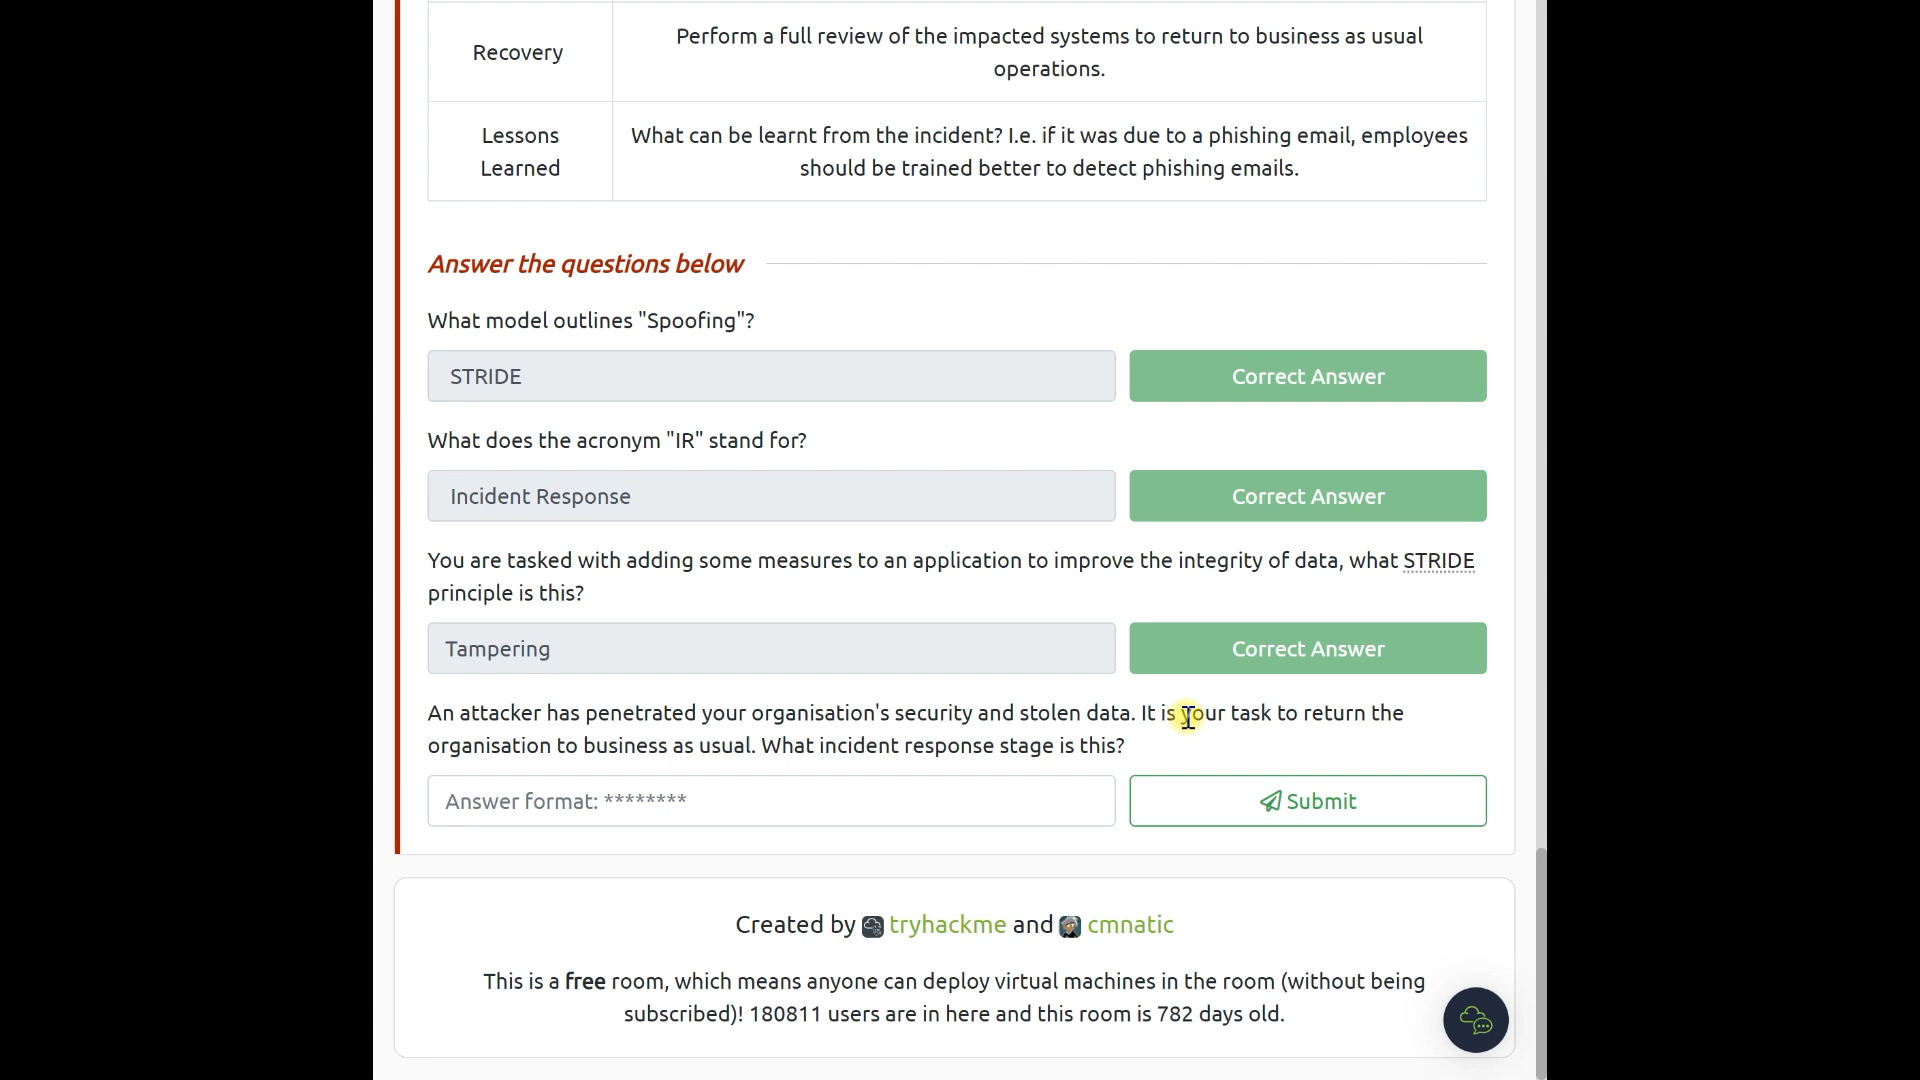 Recovery
Perform a full review of the impacted systems to return to business as usual
operations.
Lessons
Learned
What can be learnt from the incident? I.e. if it was due to a phishing email, employees
should be trained better to detect phishing emails.
Answer the questions below
What model outlines "Spoofing"?
STRIDE
Correct Answer
What does the acronym "IR" stand for?
Incident Response
Correct Answer
You are tasked with adding some measures to an application to improve the integrity of data, what STRIDE
principle is this?
Tampering
Correct Answer
An attacker has penetrated your organisation's security and stolen data. It is your task to return the
organisation to business as usual. What incident response stage is this?
Answer format: ********
Submit
Created by tryhackme and cmnatic
This is a free room, which means anyone can deploy virtual machines in the room (without being
subscribed)! 180811 users are in here and this room is 782 days old.